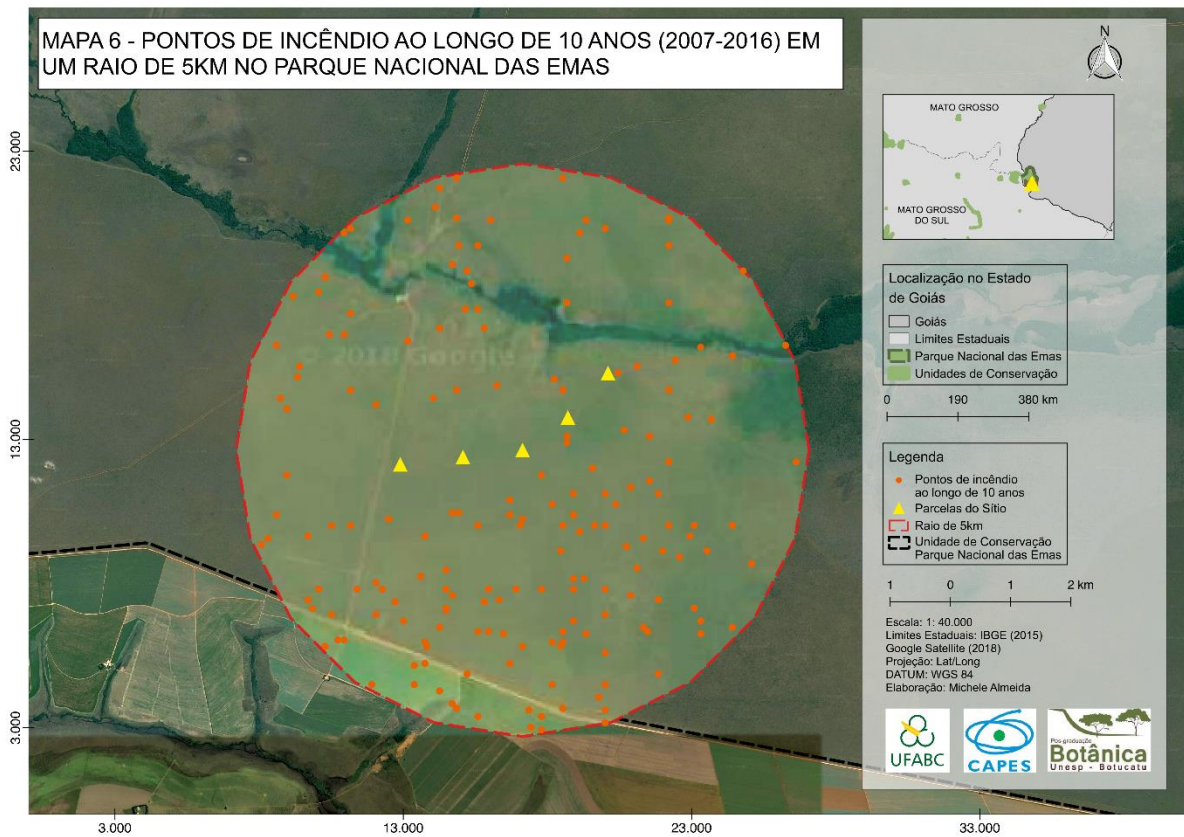 MAPA 6 - PONTOS DE INCÊNDIO AO LONGO DE 10 ANOS (2007-2016) EM
UM RAIO DE 5KM NO PARQUE NACIONAL DAS EMAS
N
MATO GROSSO
MATO GROSSO
DO SUL
Localização no Estado
de Goiás
Goiás
Limites Estaduais
Parque Nacional das Emas
Unidades de Conservação
0 190 380 km
Legenda
Pontos de incêndio
ao longo de 10 anos
Parcelas do Sítio
Raio de 5km
Unidade de Conservação
Parque Nacional das Emas
1 0 1 2 km
Escala: 1: 40.000
Limites Estaduais: IBGE (2015)
Google Satellite (2018)
Projeção: Lat/Long
DATUM: WGS 84
Elaboração: Michele Almeida
UFABC
CAPES
Pós-graduação
Botânica
Unesp - Botucatu
2018 Google
23.000
13.000
3.000
3.000 13.000 23.000 33.000